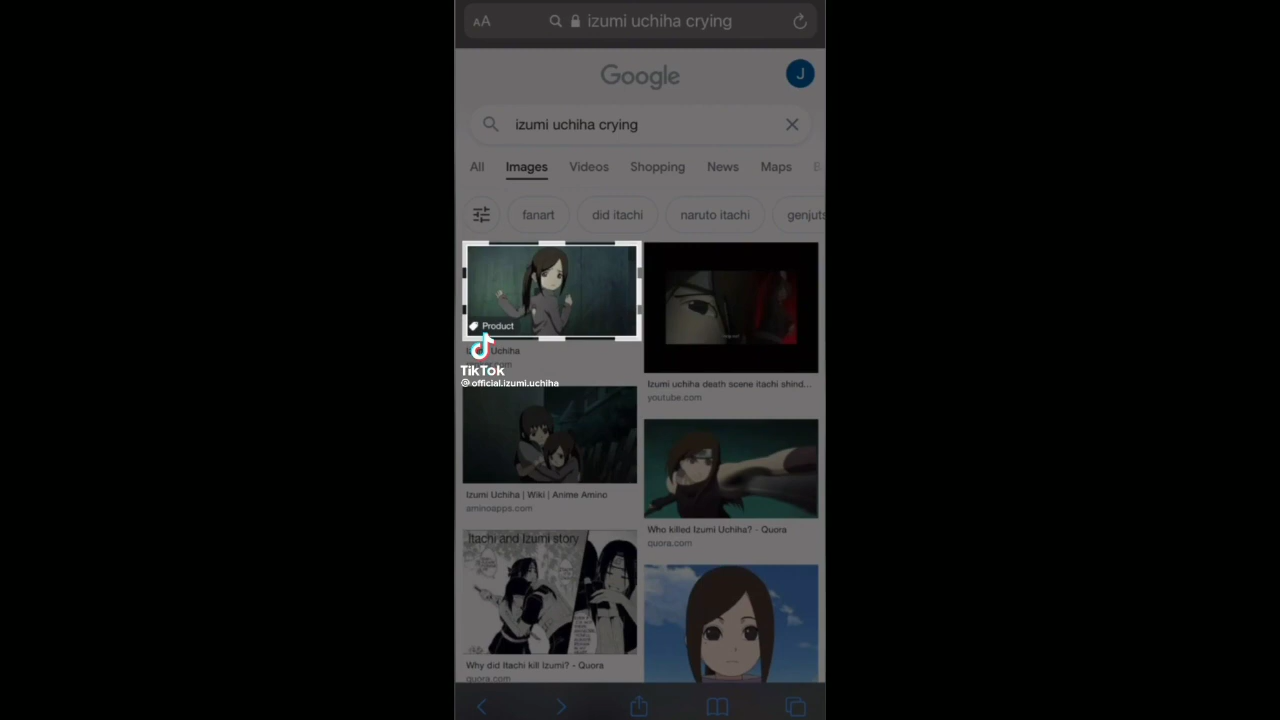 AA izumi uchiha crying
Google
J
izumi uchiha crying
All Images Videos Shopping News Maps
fanart did itachi naruto itachi genjuts
Product
Uchiha
TikTok
@official.izumi.uchiha
Izumi uchiha death scene itachi shind...
youtube.com
Izumi Uchiha | Wiki | Anime Amino
aminoapps.com
Who killed Izumi Uchiha? - Quora
quora.com
Itachi and Izumi story
Why did Itachi kill Izumi? - Quora
quora.com